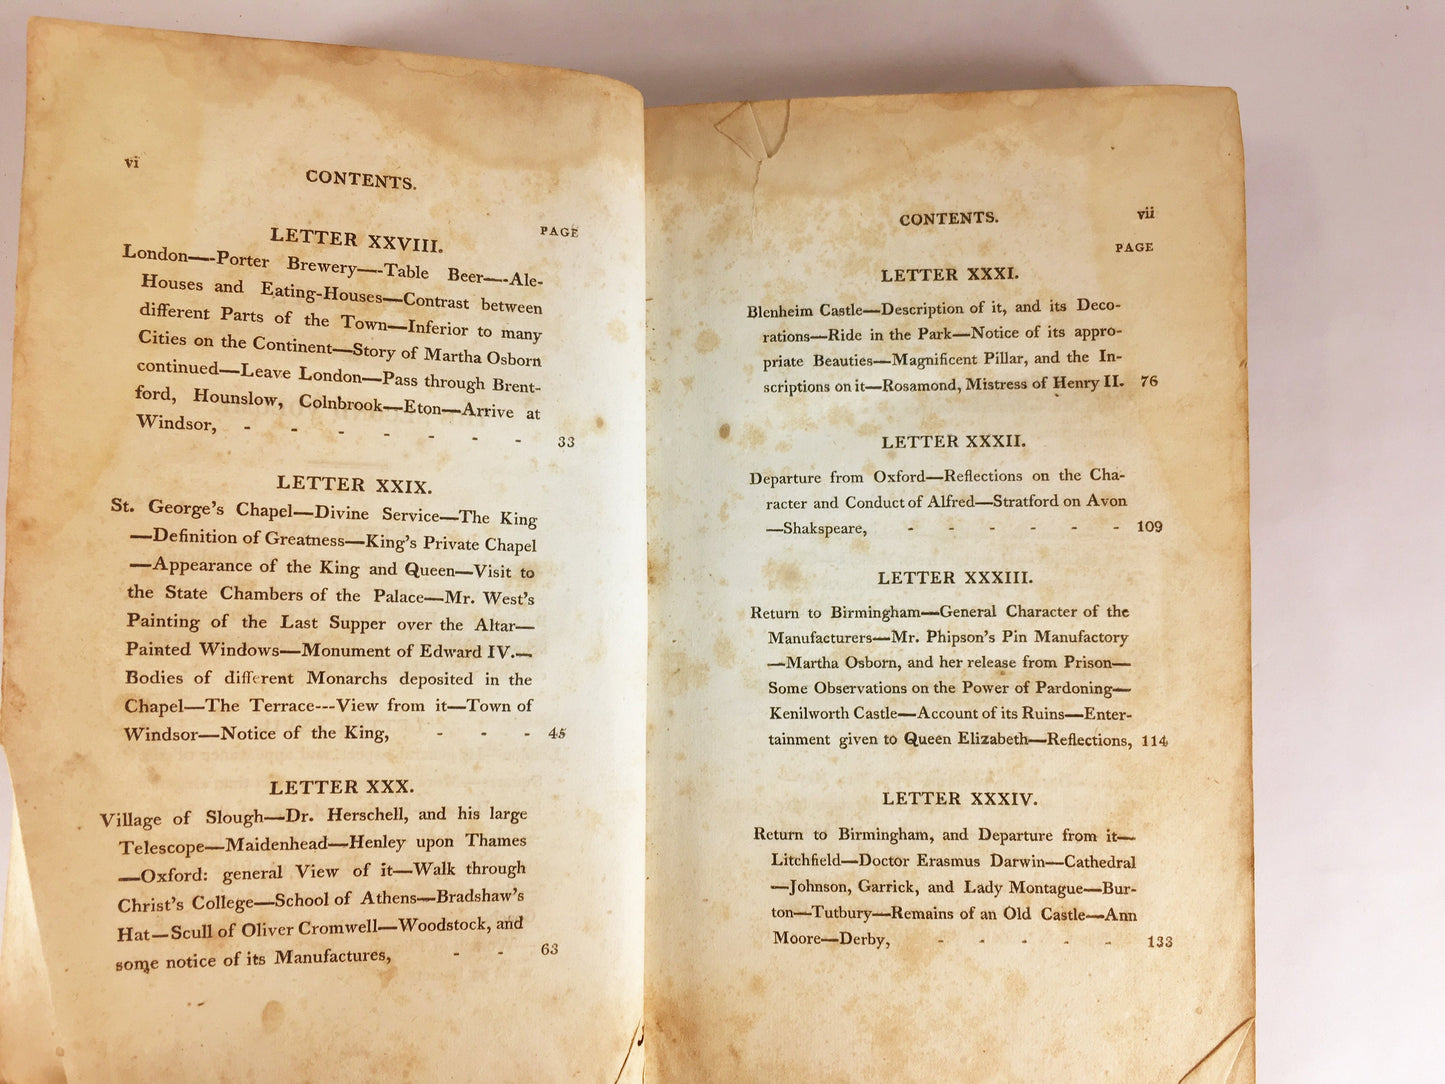 vi
CONTENTS.
PAGE
LETTER XXVIII.
London—-Porter Brewery—-Table Beer—-Ale-
Houses and Eating-Houses—Contrast between
different Parts of the Town—Inferior to many
Cities on the Continent—Story of Martha Osborn
continued—Leave London—Pass through Brent-
ford, Hounslow, Colnbrook—Eton—Arrive at
Windsor, - - - - - - - 33
LETTER XXIX.
St. George's Chapel—Divine Service—The King
—Definition of Greatness—King's Private Chapel
—Appearance of the King and Queen—Visit to
the State Chambers of the Palace—Mr. West's
Painting of the Last Supper over the Altar—
Painted Windows—Monument of Edward IV.—
Bodies of different Monarchs deposited in the
Chapel—The Terrace---View from it—Town of
Windsor—Notice of the King, - - - 45
LETTER XXX.
Village of Slough—Dr. Herschell, and his large
Telescope—Maidenhead—Henley upon Thames
—Oxford: general View of it—Walk through
Christ's College—School of Athens—Bradshaw's
Hat—Scull of Oliver Cromwell—Woodstock, and
some notice of its Manufactures, - - 63
CONTENTS.
vii
PAGE
LETTER XXXI.
Blenheim Castle—Description of it, and its Deco-
rations—Ride in the Park—Notice of its appro-
priate Beauties—Magnificent Pillar, and the In-
scriptions on it—Rosamond, Mistress of Henry II. 76
LETTER XXXII.
Departure from Oxford—Reflections on the Cha-
racter and Conduct of Alfred—Stratford on Avon
—Shakspeare, - - - - - - 109
LETTER XXXIII.
Return to Birmingham—General Character of the
Manufacturers—Mr. Phipson's Pin Manufactory
—Martha Osborn, and her release from Prison—
Some Observations on the Power of Pardoning—
Kenilworth Castle—Account of its Ruins—Enter-
tainment given to Queen Elizabeth—Reflections, 114
LETTER XXXIV.
Return to Birmingham, and Departure from it—
Litchfield—Doctor Erasmus Darwin—Cathedral
—Johnson, Garrick, and Lady Montague—Bur-
ton—Tutbury—Remains of an Old Castle—Ann
Moore—Derby, - - - - - 133